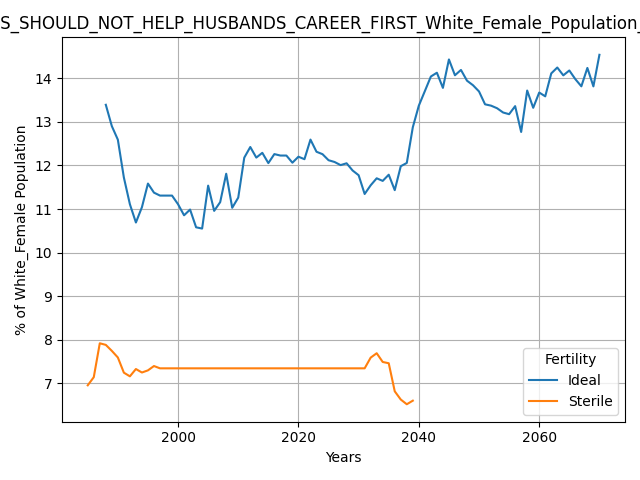 S_SHOULD_NOT_HELP_HUSBANDS_CAREER_FIRST_White_Female_Population_
14
13
12
11
10
9
8
7
% of White_Female Population
2000 2020 2040 2060
Years
Fertility
Ideal
Sterile